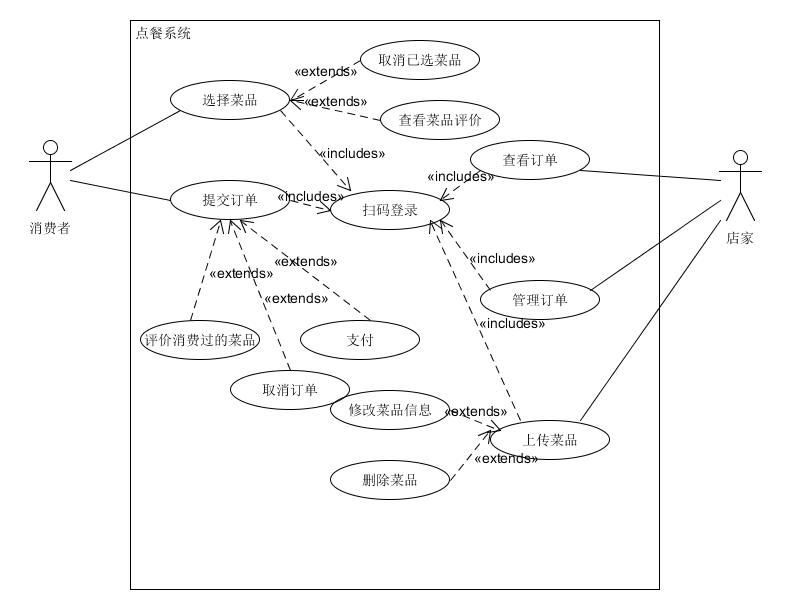 点餐系统
取消已选菜品
«extends»
选择菜品
«extends»
查看菜品评价
«includes»
查看订单
«includes»
提交订单
«includes»
扫码登录
消费者
店家
«extends»
«extends»
«includes»
«extends»
管理订单
«includes»
评价消费过的菜品
支付
取消订单
修改菜品信息
«extends»
上传菜品
«extends»
删除菜品